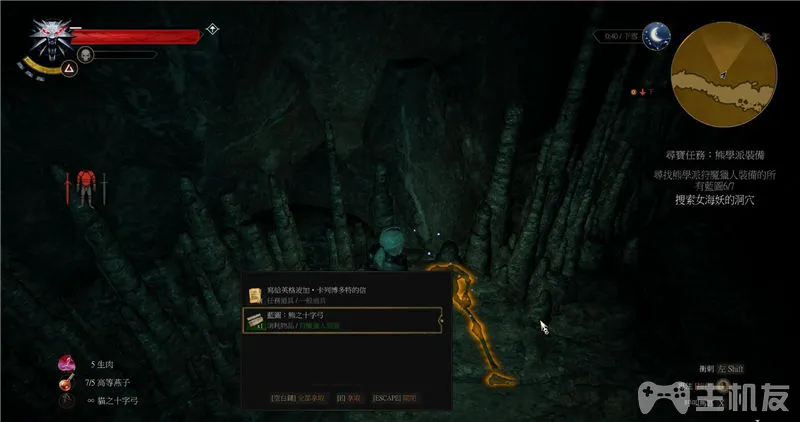 0:40 / 下雪
下
尋寶任務：熊學派裝備
尋找熊學派狩魔獵人裝備的所
有藍圖6/7
搜索女海妖的洞穴
寫給英格波加·卡列博多特的信
任務道具 / 一般道具
藍圖：熊之十字弓
消耗物品 / 狩魔獵人裝備
[空白鍵] 全部拿取 [E] 拿取 [ESCAPE] 關閉
5 生肉
7/5 高等燕子
∞ 貓之十字弓
衝刺 左 Shift
X
主机友